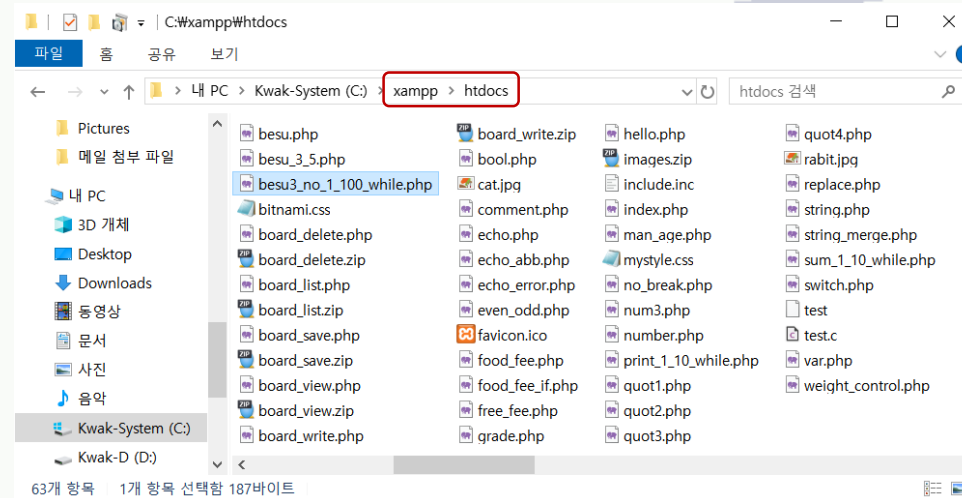 C:₩xampp₩htdocs
파일 홈 공유 보기
내 PC > Kwak-System (C:) > xampp > htdocs
htdocs 검색
Pictures
메일 첨부 파일
내 PC
3D 개체
Desktop
Downloads
동영상
문서
사진
음악
Kwak-System (C:)
Kwak-D (D:)
besu.php
besu_3_5.php
besu3_no_1_100_while.php
bitnami.css
board_delete.php
board_delete.zip
board_list.php
board_list.zip
board_save.php
board_save.zip
board_view.php
board_view.zip
board_write.php
board_write.zip
bool.php
cat.jpg
comment.php
echo.php
echo_abb.php
echo_error.php
even_odd.php
favicon.ico
food_fee.php
food_fee_if.php
free_fee.php
grade.php
hello.php
images.zip
include.inc
index.php
man_age.php
mystyle.css
no_break.php
num3.php
number.php
print_1_10_while.php
quot1.php
quot2.php
quot3.php
quot4.php
rabit.jpg
replace.php
string.php
string_merge.php
sum_1_10_while.php
switch.php
test
test.c
var.php
weight_control.php
63개 항목 1개 항목 선택함 187바이트